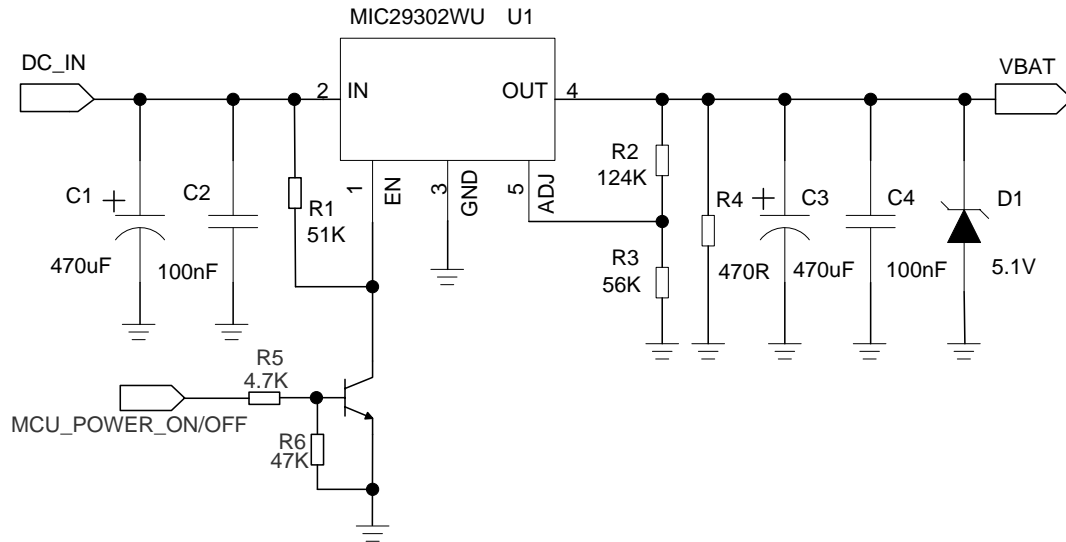 MIC29302WU U1
DC_IN
VBAT
2 IN
OUT 4
1 EN
3 GND
5 ADJ
C1 +
470uF
C2
100nF
R1
51K
R2
124K
R3
56K
R4
470R
+ C3
470uF
C4
100nF
D1
5.1V
R5
4.7K
MCU_POWER_ON/OFF
R6
47K